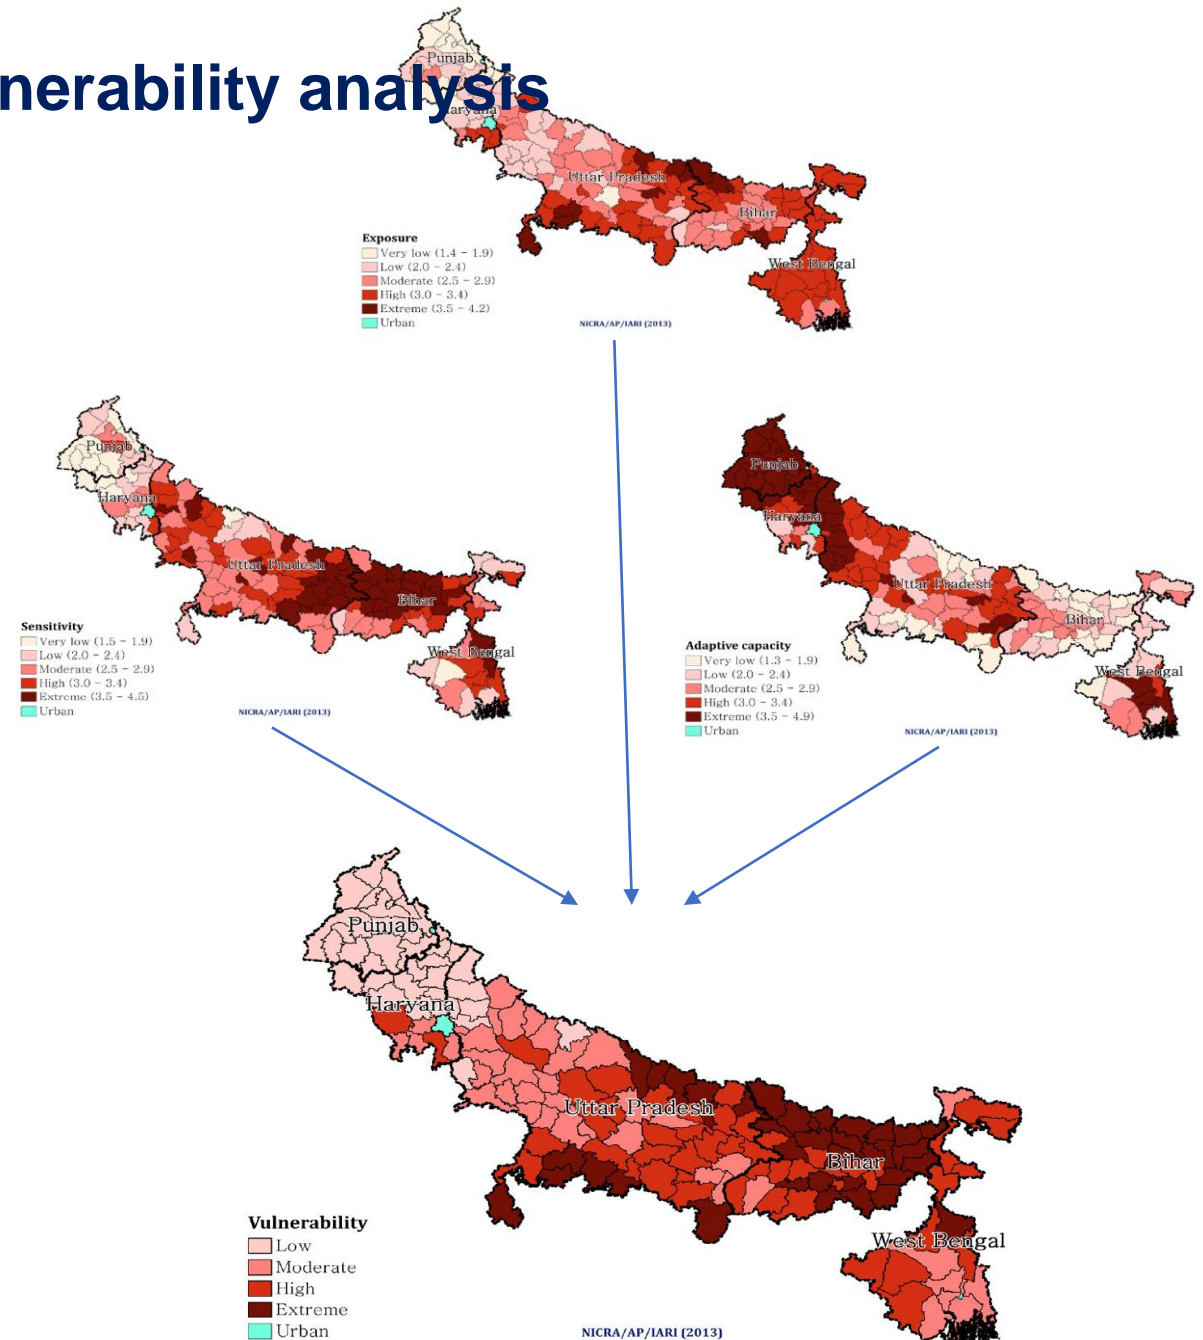 nerability analysis
Punjab
Haryana
Uttar Pradesh
Bihar
West Bengal
Exposure
Very low (1.4 - 1.9)
Low (2.0 - 2.4)
Moderate (2.5 - 2.9)
High (3.0 - 3.4)
Extreme (3.5 - 4.2)
Urban
NICRA/AP/IARI (2013)
Punjab
Haryana
Uttar Pradesh
Bihar
West Bengal
Sensitivity
Very low (1.5 - 1.9)
Low (2.0 - 2.4)
Moderate (2.5 - 2.9)
High (3.0 - 3.4)
Extreme (3.5 - 4.5)
Urban
NICRA/AP/IARI (2013)
Punjab
Haryana
Uttar Pradesh
Bihar
West Bengal
Adaptive capacity
Very low (1.3 - 1.9)
Low (2.0 - 2.4)
Moderate (2.5 - 2.9)
High (3.0 - 3.4)
Extreme (3.5 - 4.9)
Urban
NICRA/AP/IARI (2013)
Punjab
Haryana
Uttar Pradesh
Bihar
West Bengal
Vulnerability
Low
Moderate
High
Extreme
Urban
NICRA/AP/IARI (2013)